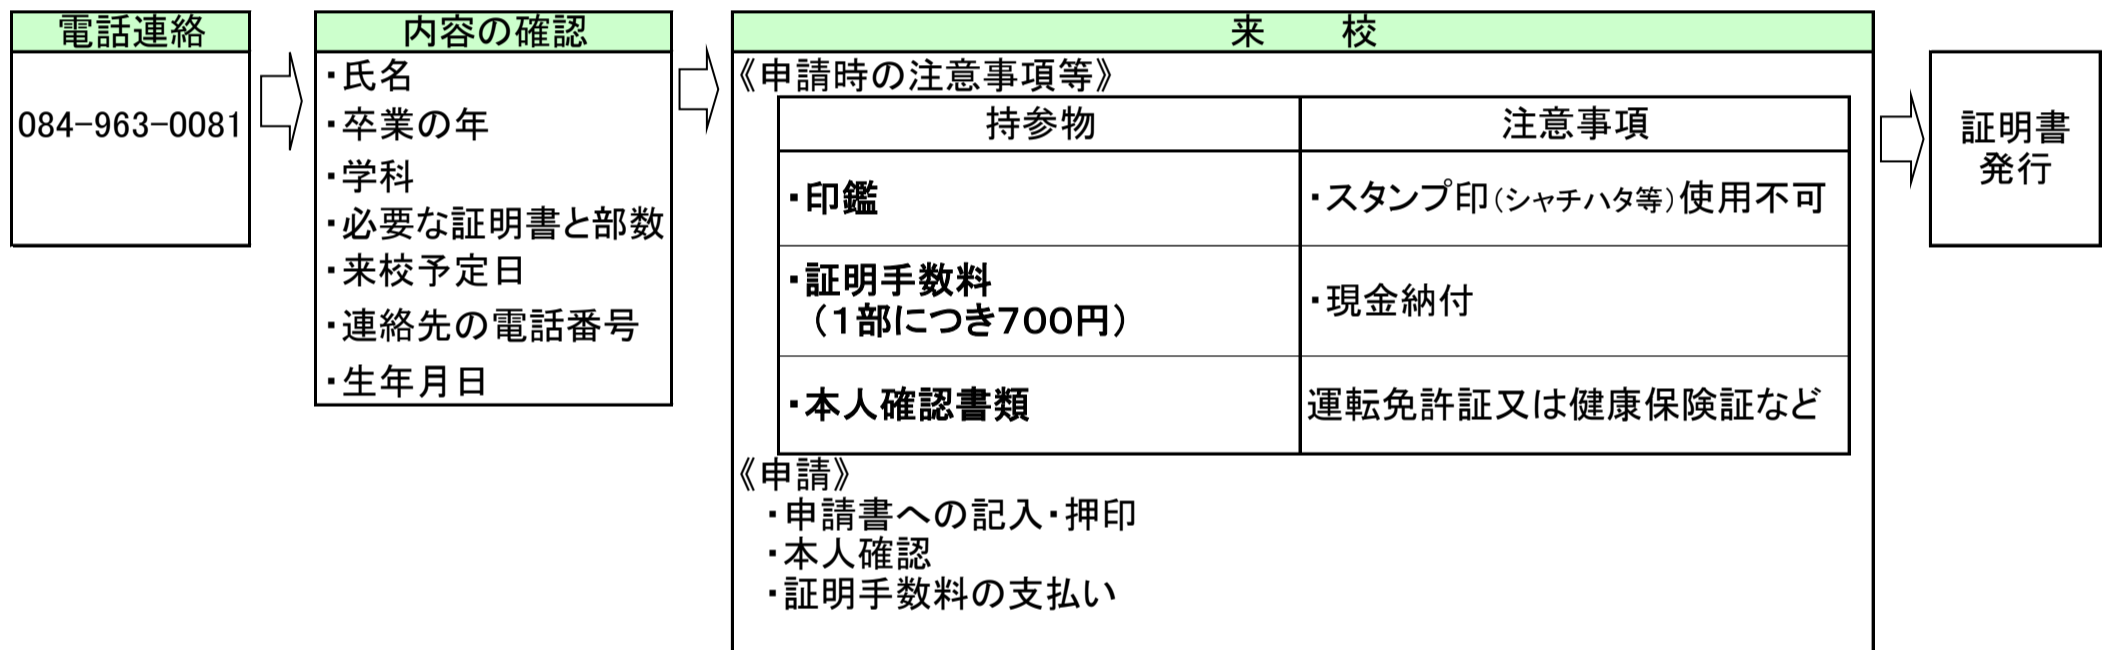 電話連絡
084-963-0081
内容の確認
・氏名
・卒業の年
・学科
・必要な証明書と部数
・来校予定日
・連絡先の電話番号
・生年月日
来　　校
《申請時の注意事項等》
持参物
注意事項
・印鑑
・スタンプ印（シャチハタ等）使用不可
・証明手数料
（１部につき７００円）
・現金納付
・本人確認書類
運転免許証又は健康保険証など
《申請》
・申請書への記入・押印
・本人確認
・証明手数料の支払い
証明書
発行